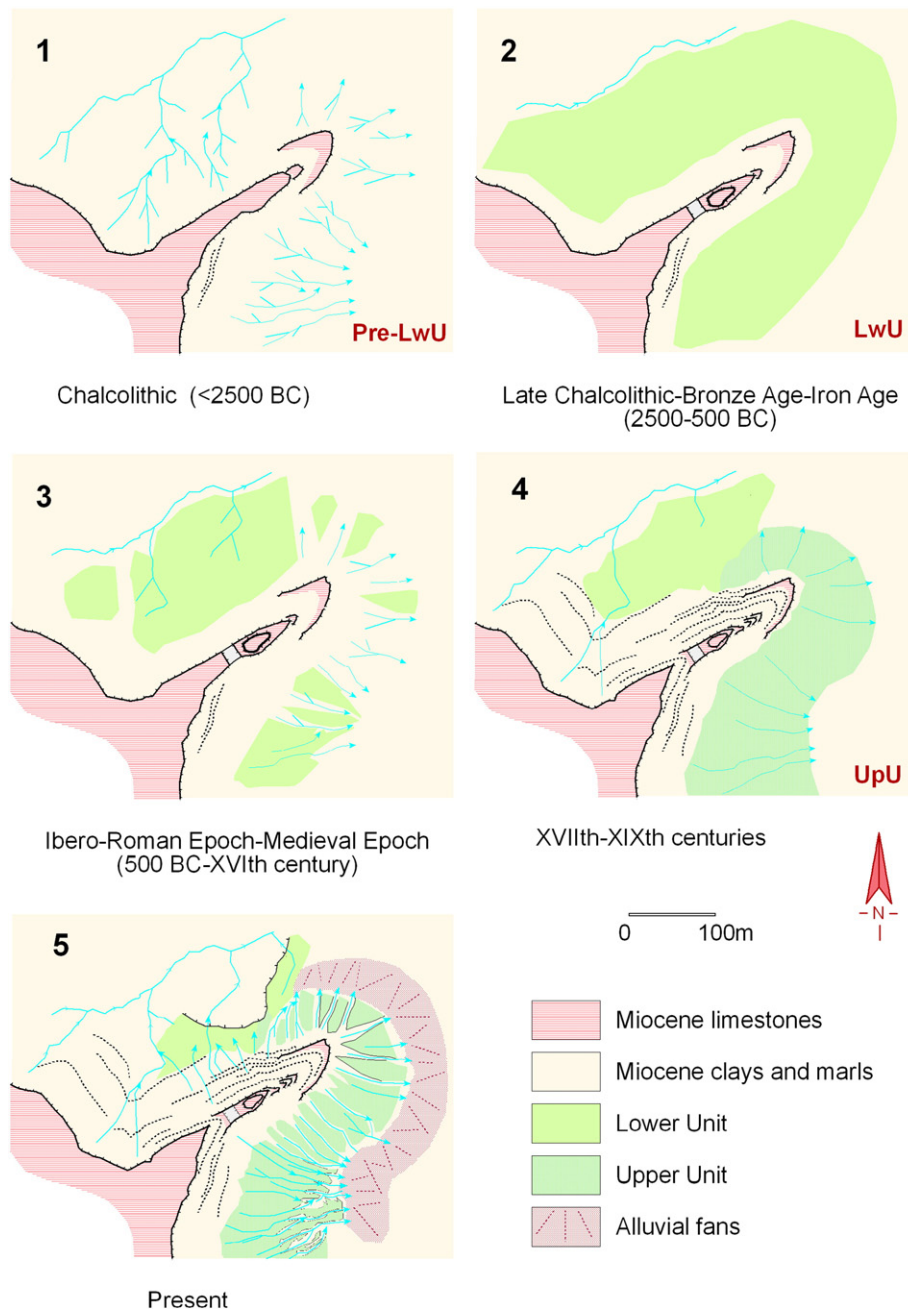 1
Pre-LwU
Chalcolithic (<2500 BC)
2
LwU
Late Chalcolithic-Bronze Age-Iron Age
(2500-500 BC)
3
Ibero-Roman Epoch-Medieval Epoch
(500 BC-XVIth century)
4
UpU
XVIIth-XIXth centuries
N
0 100m
5
Present
Miocene limestones
Miocene clays and marls
Lower Unit
Upper Unit
Alluvial fans